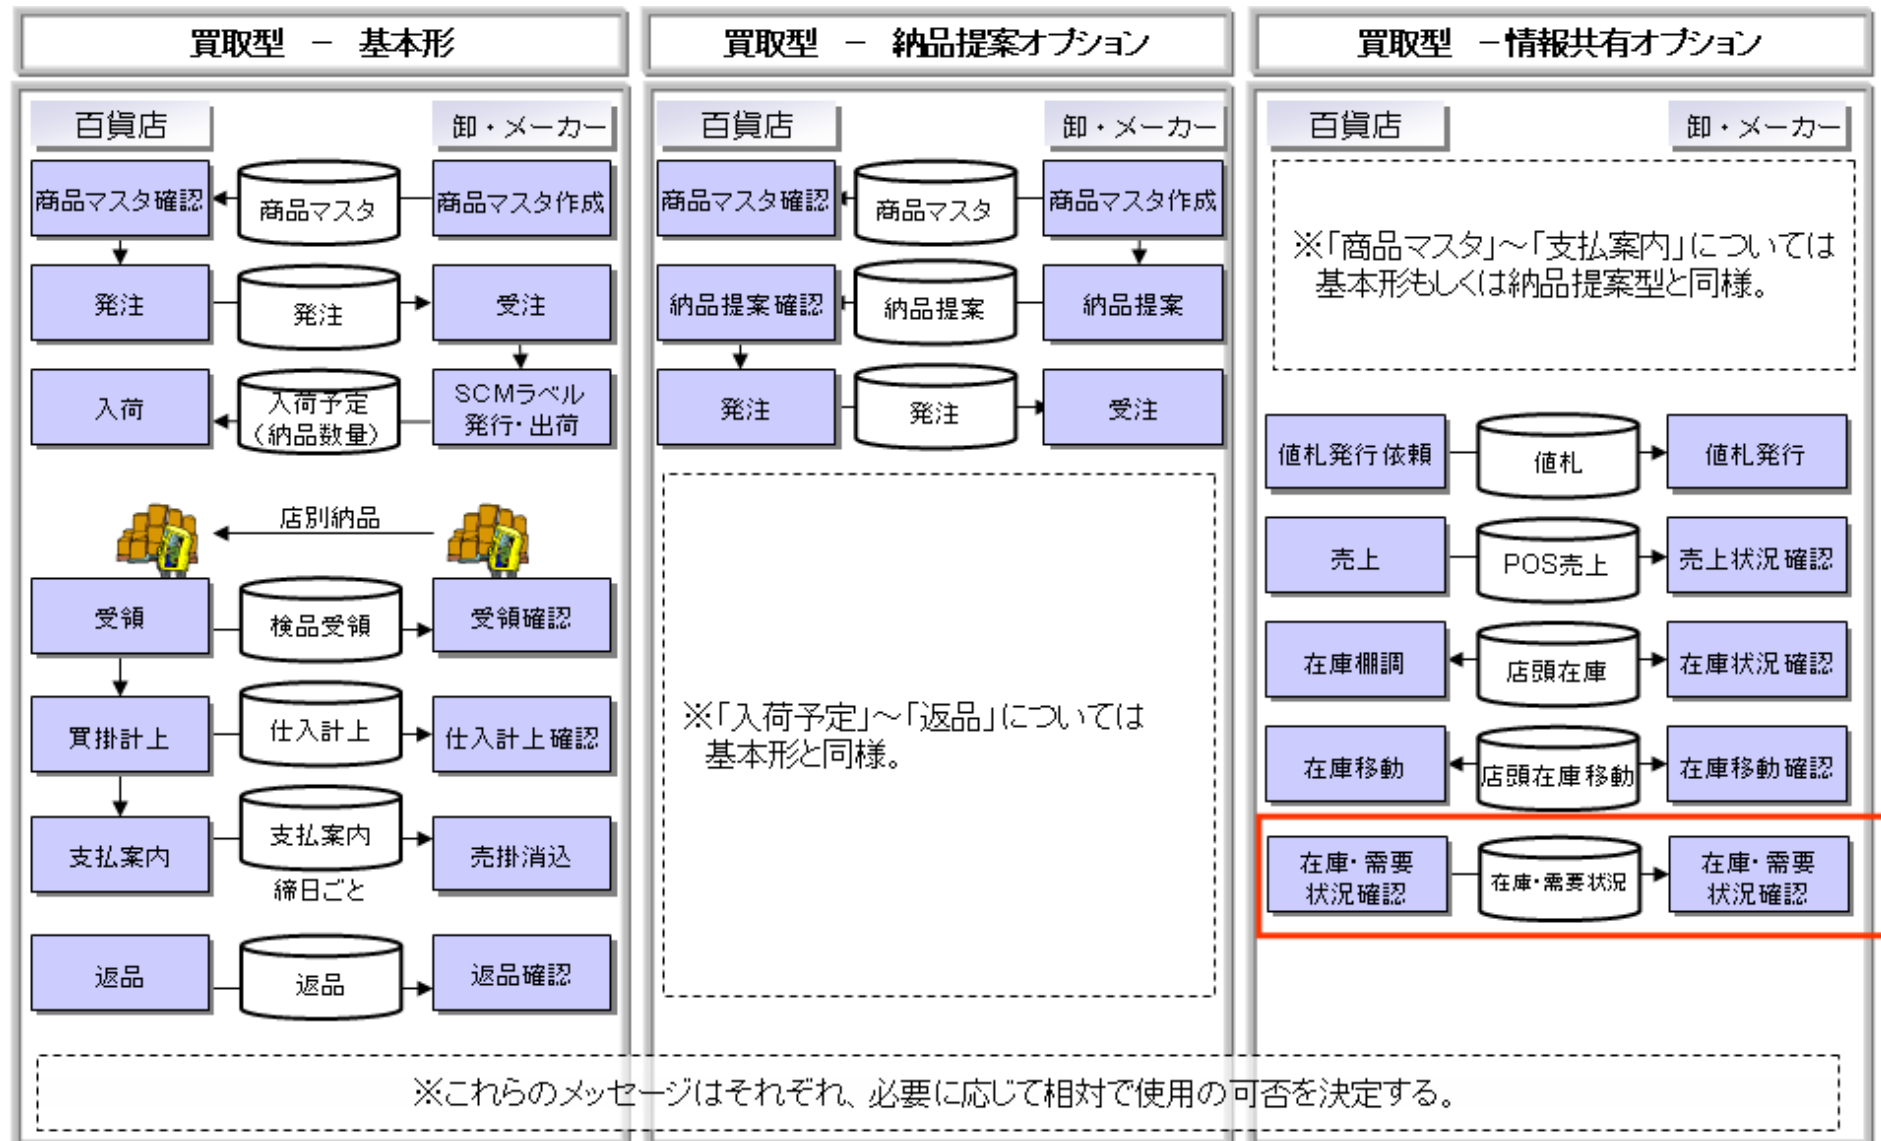 買取型 － 基本形
百貨店
卸・メーカー
商品マスタ確認
商品マスタ
商品マスタ作成
発注
発注
受注
入荷
入荷予定
（納品数量）
SCMラベル
発行・出荷
店別納品
受領
検品受領
受領確認
買掛計上
仕入計上
仕入計上確認
支払案内
支払案内
売掛消込
締日ごと
返品
返品
返品確認
買取型 － 納品提案オプション
百貨店
卸・メーカー
商品マスタ確認
商品マスタ
商品マスタ作成
納品提案確認
納品提案
納品提案
発注
発注
受注
※「入荷予定」～「返品」については
基本形と同様。
買取型 －情報共有オプション
百貨店
卸・メーカー
※「商品マスタ」～「支払案内」については
基本形もしくは納品提案型と同様。
値札発行依頼
値札
値札発行
売上
POS売上
売上状況確認
在庫棚調
店頭在庫
在庫状況確認
在庫移動
店頭在庫移動
在庫移動確認
在庫・需要
状況確認
在庫・需要状況
在庫・需要
状況確認
※これらのメッセージはそれぞれ、必要に応じて相対で使用の可否を決定する。